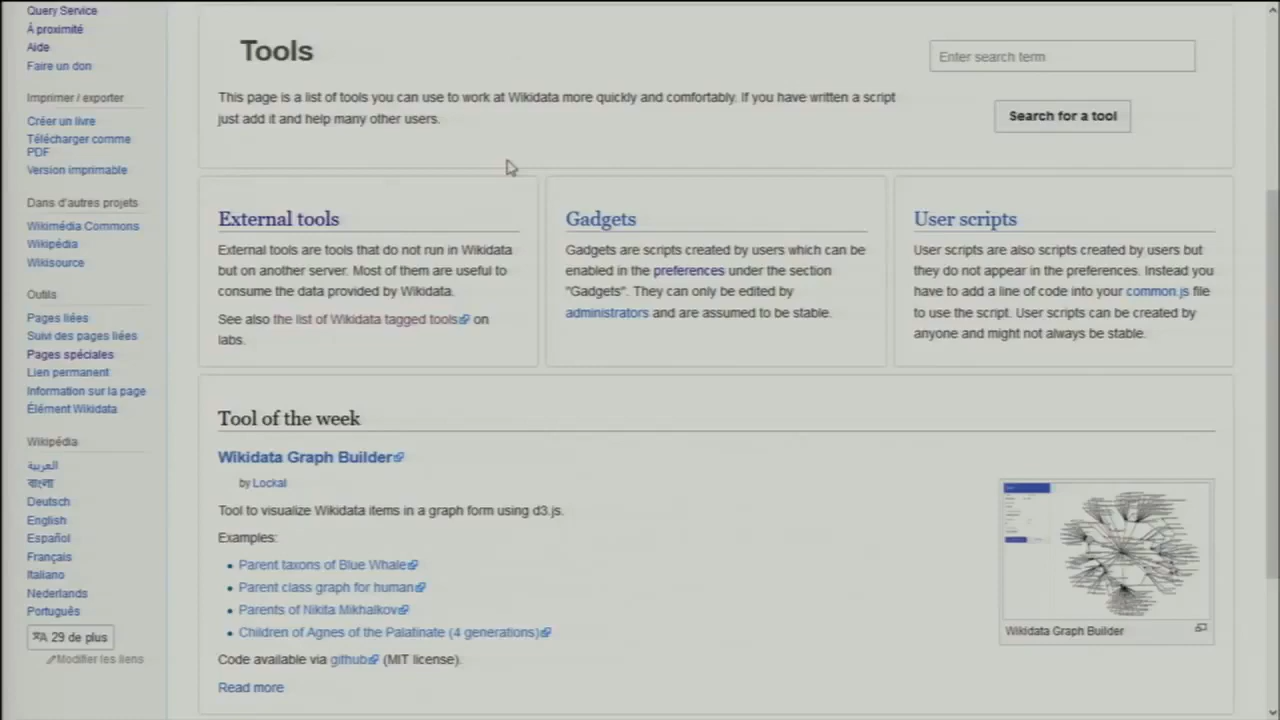 Query Service
À proximité
Aide
Faire un don
Imprimer / exporter
Créer un livre
Télécharger comme
PDF
Version imprimable
Dans d'autres projets
Wikimédia Commons
Wikipédia
Wikisource
Outils
Pages liées
Suivi des pages liées
Pages spéciales
Lien permanent
Information sur la page
Élément Wikidata
Wikipédia
العربية
বাংলা
Deutsch
English
Español
Français
Italiano
Nederlands
Português
29 de plus
Modifier les liens
Tools
Enter search term
This page is a list of tools you can use to work at Wikidata more quickly and comfortably. If you have written a script
just add it and help many other users.
Search for a tool
External tools
External tools are tools that do not run in Wikidata
but on another server. Most of them are useful to
consume the data provided by Wikidata.
See also the list of Wikidata tagged tools on
labs.
Gadgets
Gadgets are scripts created by users which can be
enabled in the preferences under the section
"Gadgets". They can only be edited by
administrators and are assumed to be stable.
User scripts
User scripts are also scripts created by users but
they do not appear in the preferences. Instead you
have to add a line of code into your common.js file
to use the script. User scripts can be created by
anyone and might not always be stable.
Tool of the week
Wikidata Graph Builder
by Lockal
Tool to visualize Wikidata items in a graph form using d3.js.
Examples:
• Parent taxons of Blue Whale
• Parent class graph for human
• Parents of Nikita Mikhalkov
• Children of Agnes of the Palatinate (4 generations)
Code available via github (MIT license).
Read more
Wikidata Graph Builder